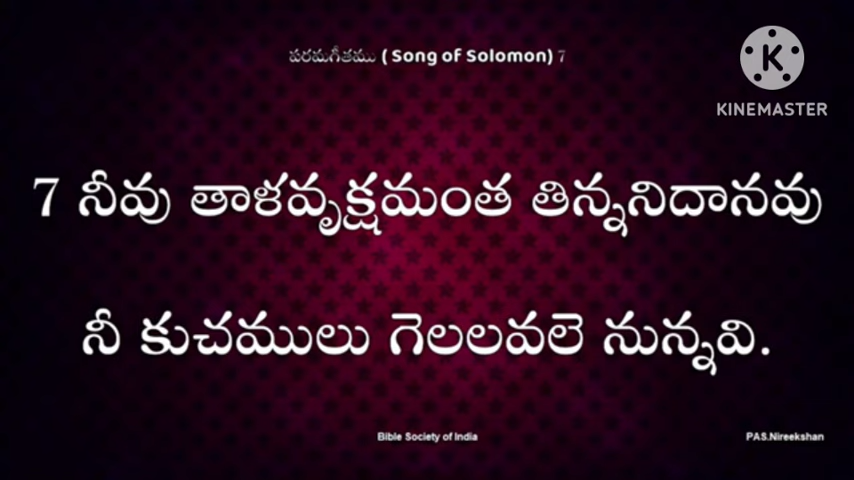 పరమగీతము ( Song of Solomon) 7
KINEMASTER
7 నీవు తాళవృక్షమంత తిన్ననిదానవు
నీ కుచములు గెలలవలె నున్నవి.
Bible Society of India
PAS.Nireekshan